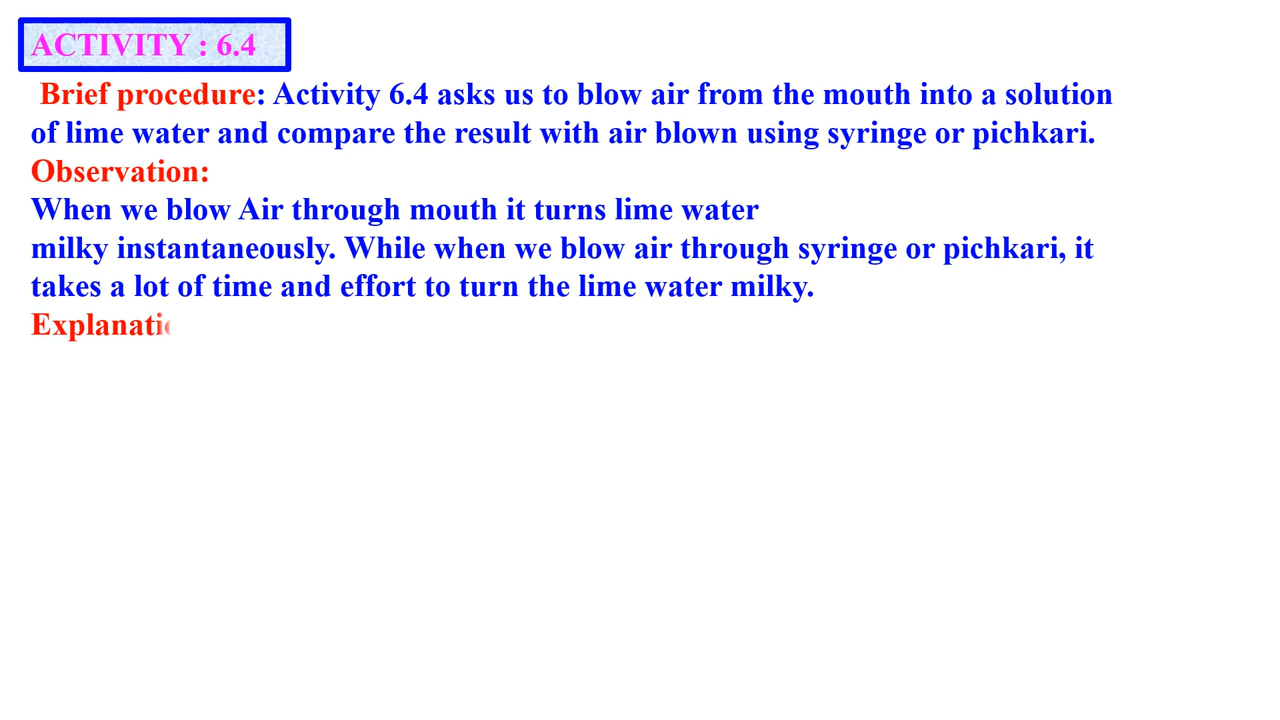 ACTIVITY : 6.4
Brief procedure: Activity 6.4 asks us to blow air from the mouth into a solution
of lime water and compare the result with air blown using syringe or pichkari.
Observation:
When we blow Air through mouth it turns lime water
milky instantaneously. While when we blow air through syringe or pichkari, it
takes a lot of time and effort to turn the lime water milky.